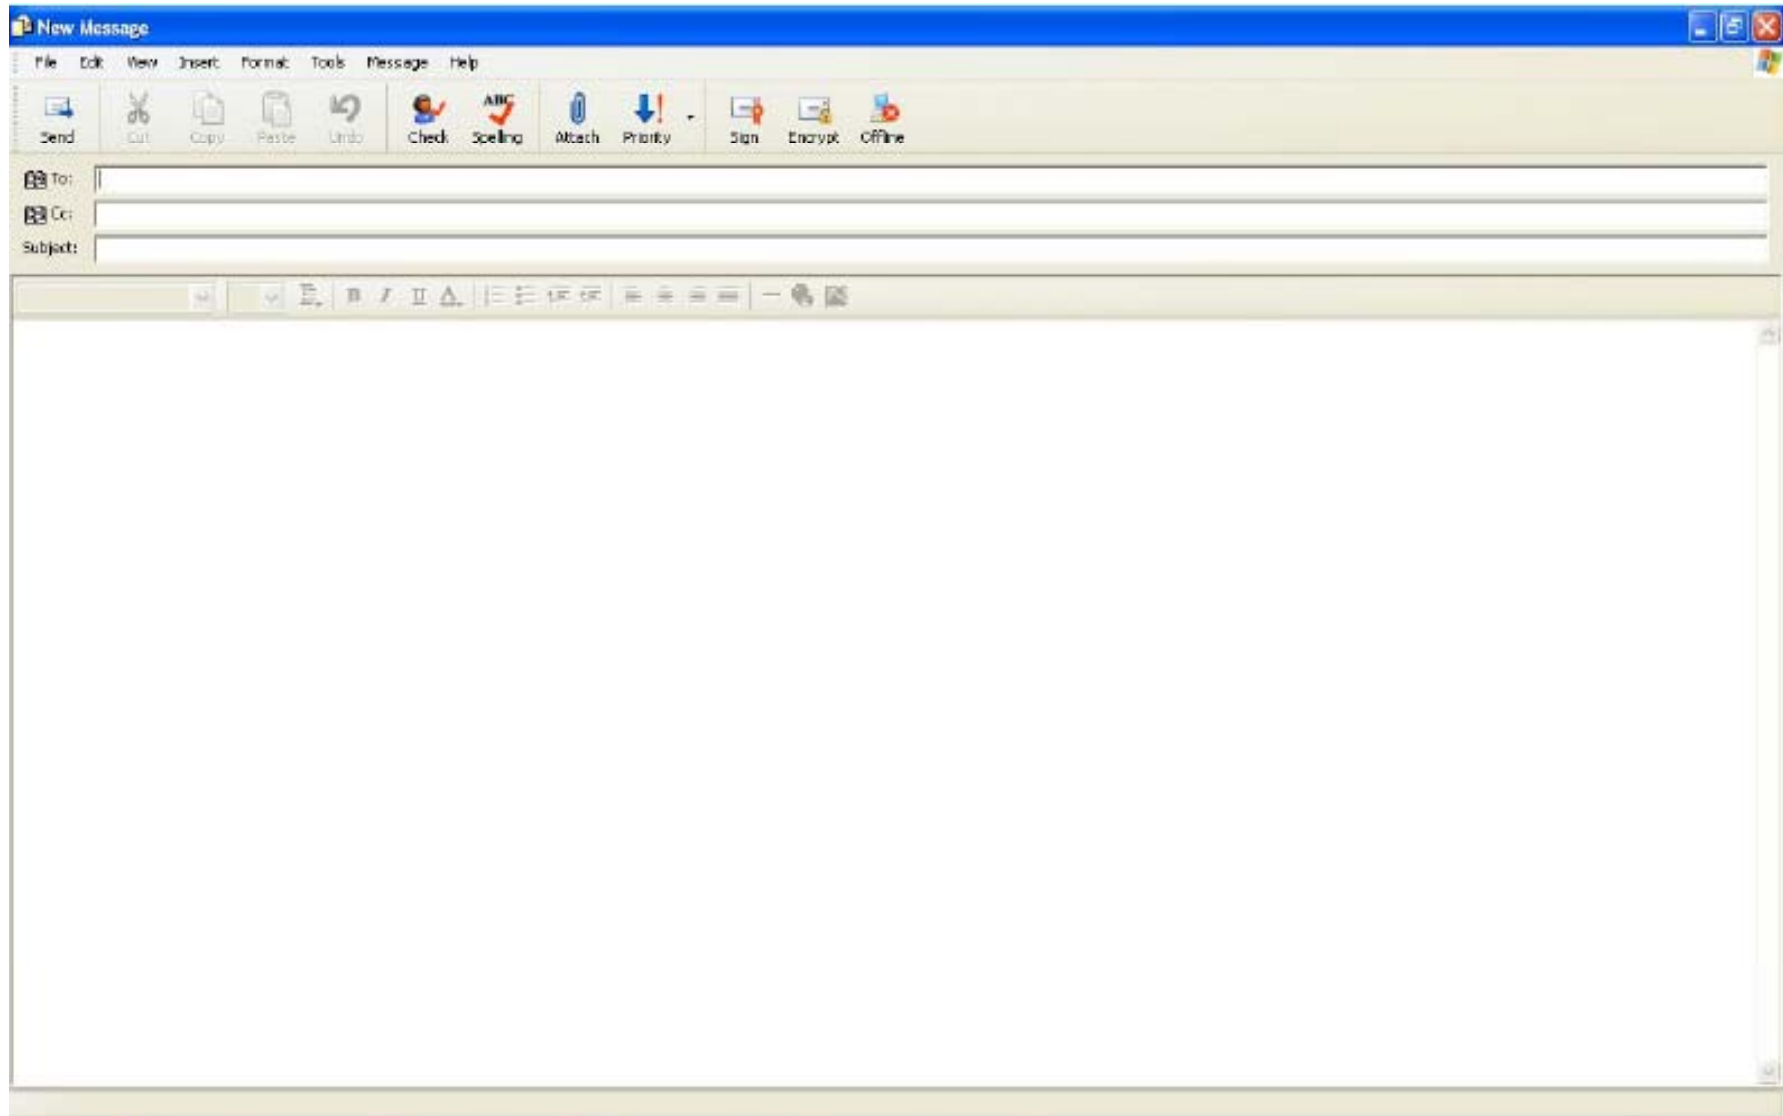 New Message
File Edit View Insert Format Tools Message Help
ABC
Send Cut Copy Paste Undo Check Spelling Attach Priority Sign Encrypt Offline
To:
Cc:
Subject:
B I U A